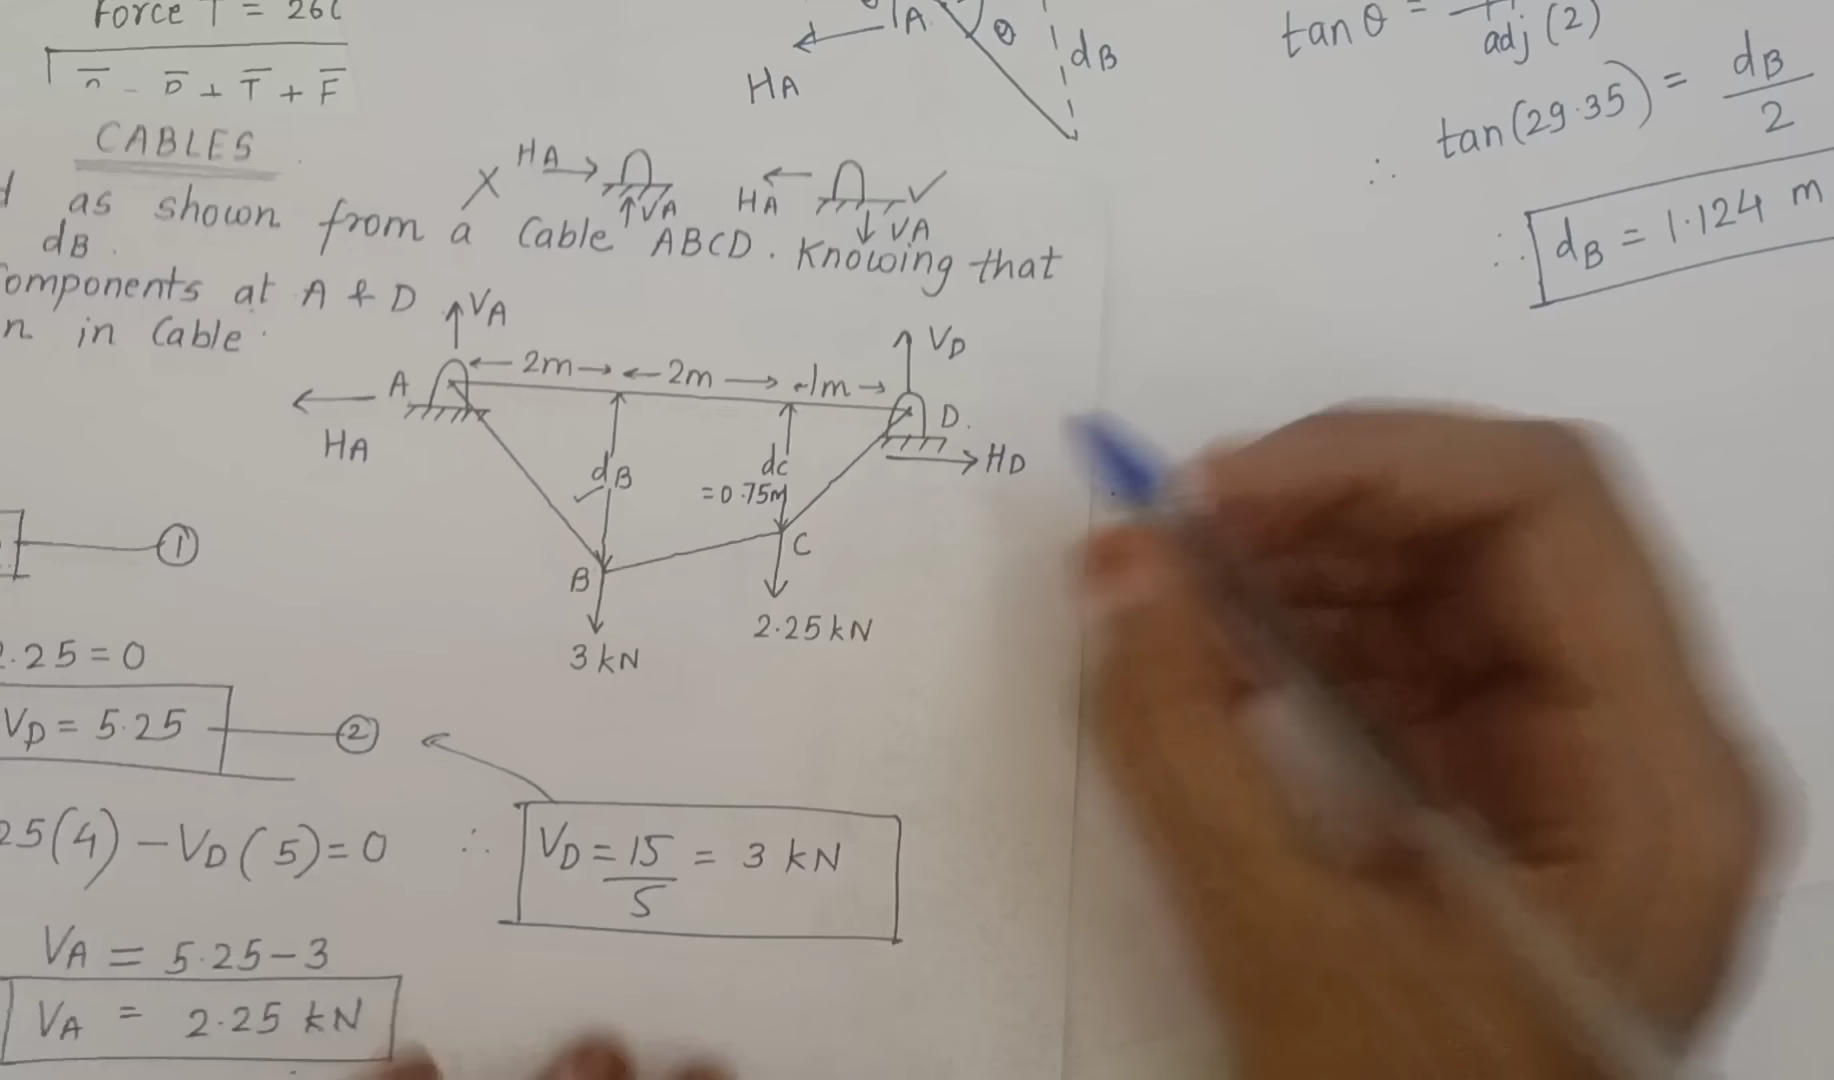 Force T = 26
D + T + F
CABLES
as shown from a Cable ABCD. Knowing that
dB.
omponents at A & D
n in Cable.
X HA
VA
HA ✓
VA
A
HA
θ
dB
tan θ =
adj (2)
∴ tan(29.35) = dB
2
∴ dB = 1.124 m
VA
A
HA
2m
2m
1m
VD
D.
HD
✓ dB
dc
=0.75M
B
C
3 kN
2.25 kN
1
.25 = 0
VD = 5.25
2
25(4) - VD(5) = 0
∴ VD = 15 = 3 kN
5
VA = 5.25-3
VA = 2.25 kN